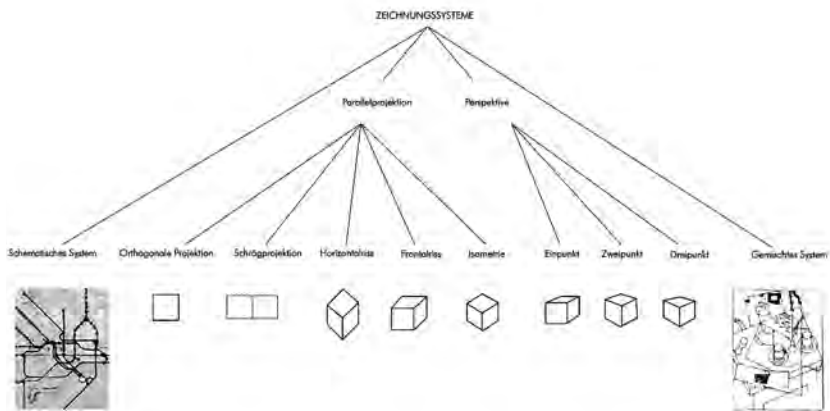 ZEICHNUNGSSYSTEME
Parallelprojektion Perspektive
Schematisches System Orthogonale Projektion Schrägprojektion Horizontalriss Frontalriss Isometrie Einpunkt Zweipunkt Dreipunkt Gemischtes System